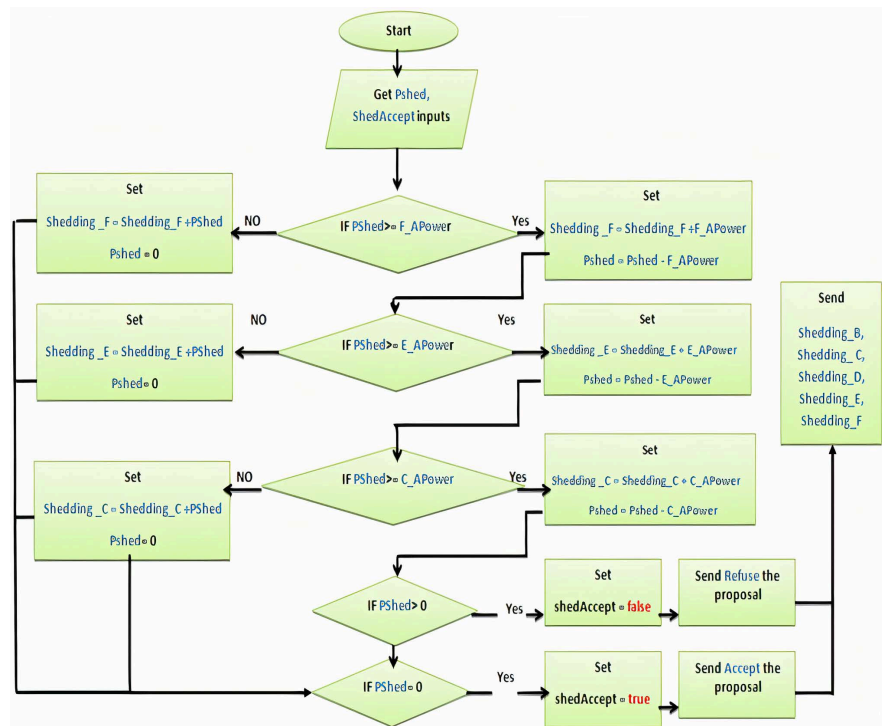 Start
Get Pshed,
ShedAccept inputs
Set
Shedding _F = Shedding_F +PShed
Pshed = 0
NO
IF PShed>= F_APower
Yes
Set
Shedding _F = Shedding_F +F_APower
Pshed = Pshed - F_APower
Set
Shedding _E = Shedding_E +PShed
Pshed = 0
NO
IF PShed>= E_APower
Yes
Set
Shedding _E = Shedding_E + E_APower
Pshed = Pshed - E_APower
Send
Shedding_B,
Shedding_ C,
Shedding_D,
Shedding_E,
Shedding_F
Set
Shedding _C = Shedding_C +PShed
Pshed = 0
NO
IF PShed>= C_APower
Yes
Set
Shedding _C = Shedding_C + C_APower
Pshed = Pshed - C_APower
IF PShed> 0
Yes
Set
shedAccept = false
Send Refuse the
proposal
IF PShed= 0
Yes
Set
shedAccept = true
Send Accept the
proposal